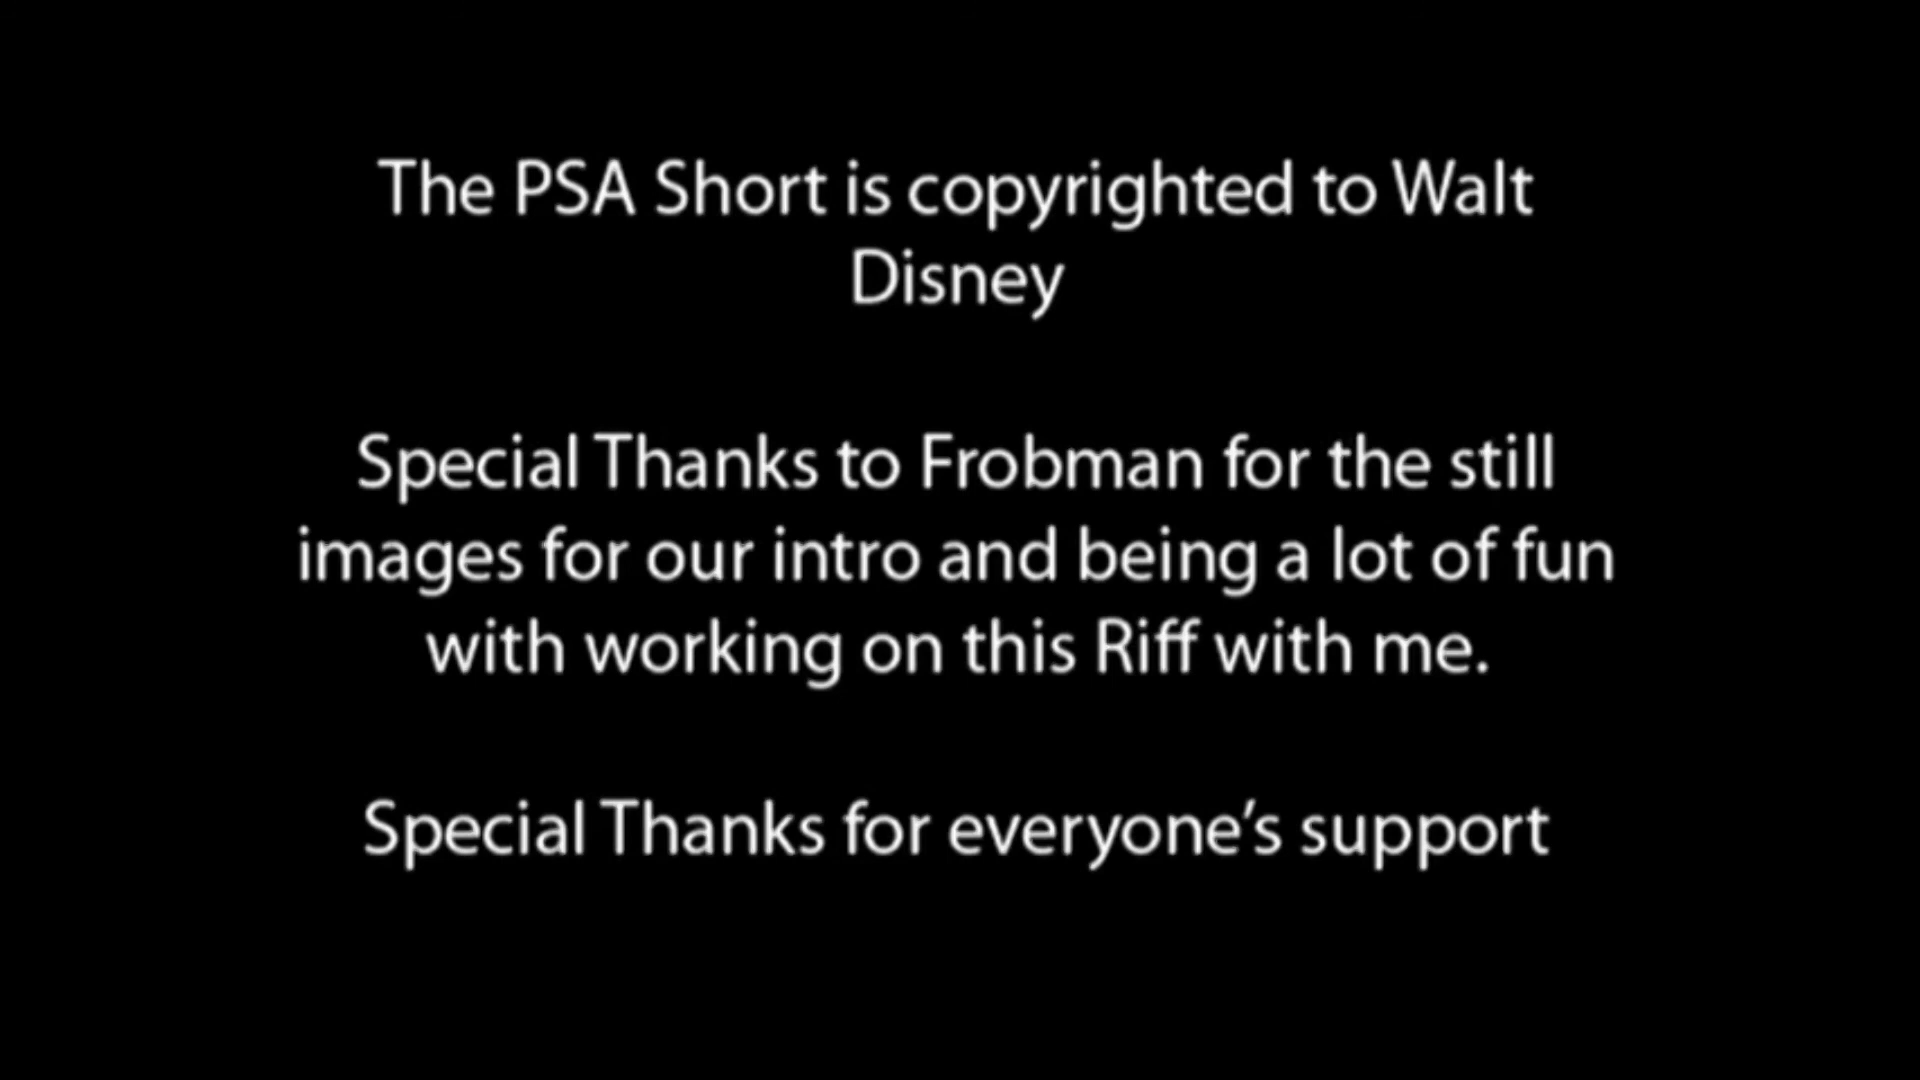 The PSA Short is copyrighted to Walt
Disney
Special Thanks to Frobman for the still
images for our intro and being a lot of fun
with working on this Riff with me.
Special Thanks for everyone’s support